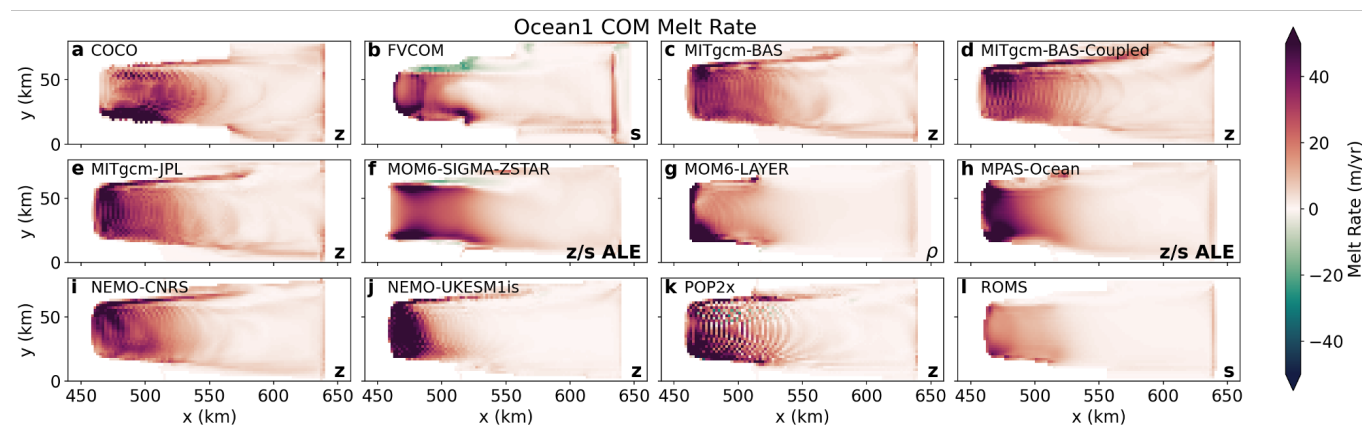 Ocean1 COM Melt Rate
a COCO
b FVCOM
c MITgcm-BAS
d MITgcm-BAS-Coupled
y (km)
50
0
z
s
z
z
e MITgcm-JPL
f MOM6-SIGMA-ZSTAR
g MOM6-LAYER
h MPAS-Ocean
y (km)
50
0
z
z/s ALE
ρ
z/s ALE
i NEMO-CNRS
j NEMO-UKESM1is
k POP2x
l ROMS
y (km)
50
0
z
z
z
s
450 500 550 600 650
450 500 550 600 650
450 500 550 600 650
450 500 550 600 650
x (km)
x (km)
x (km)
x (km)
40
20
0
−20
−40
Melt Rate (m/yr)